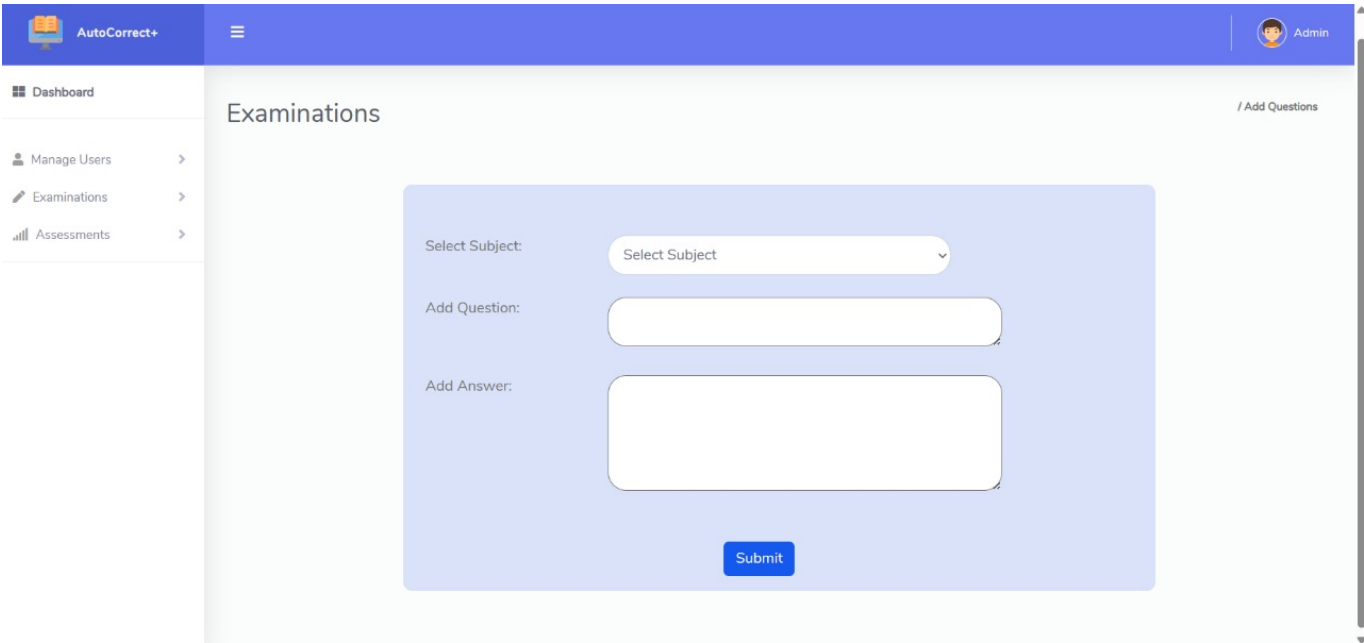 AutoCorrect+
Admin
Dashboard
Examinations
/ Add Questions
Manage Users
Examinations
Assessments
Select Subject:
Select Subject
Add Question:
Add Answer:
Submit